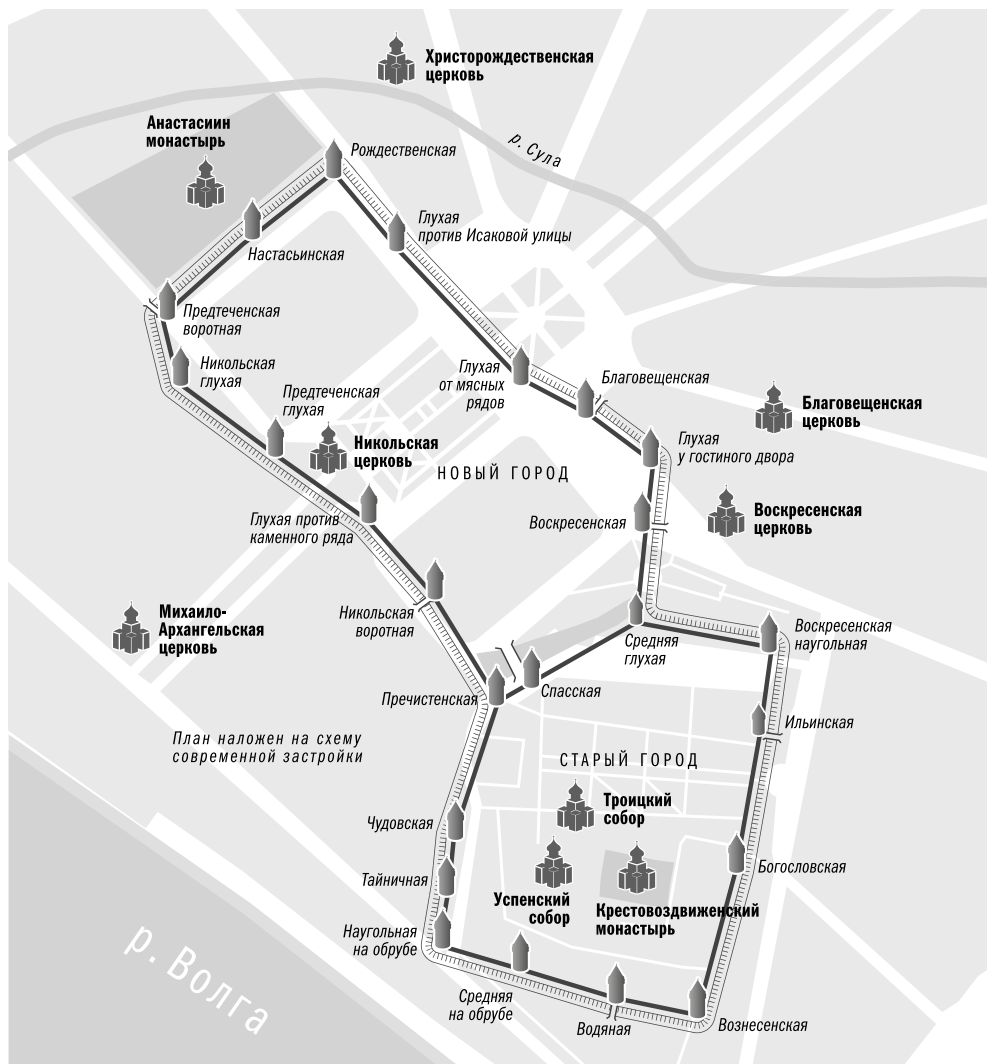 Христорождественская
церковь
Анастасиин
монастырь
Рождественская
р. Сула
Глухая
против Исаковой улицы
Настасьинская
Предтеченская
воротная
Никольская
глухая
Предтеченская
глухая
Глухая
от мясных
рядов
Благовещенская
Благовещенская
церковь
Никольская
церковь
Глухая
у гостиного двора
НОВЫЙ ГОРОД
Воскресенская
Воскресенская
церковь
Глухая против
каменного ряда
Михаило-
Архангельская
церковь
Никольская
воротная
Средняя
глухая
Воскресенская
наугольная
Пречистенская
Спасская
Ильинская
План наложен на схему
современной застройки
СТАРЫЙ ГОРОД
Троицкий
собор
Чудовская
Богословская
Тайничная
Успенский
собор
Крестовоздвиженский
монастырь
Наугольная
на обрубе
р. Волга
Средняя
на обрубе
Водяная
Вознесенская